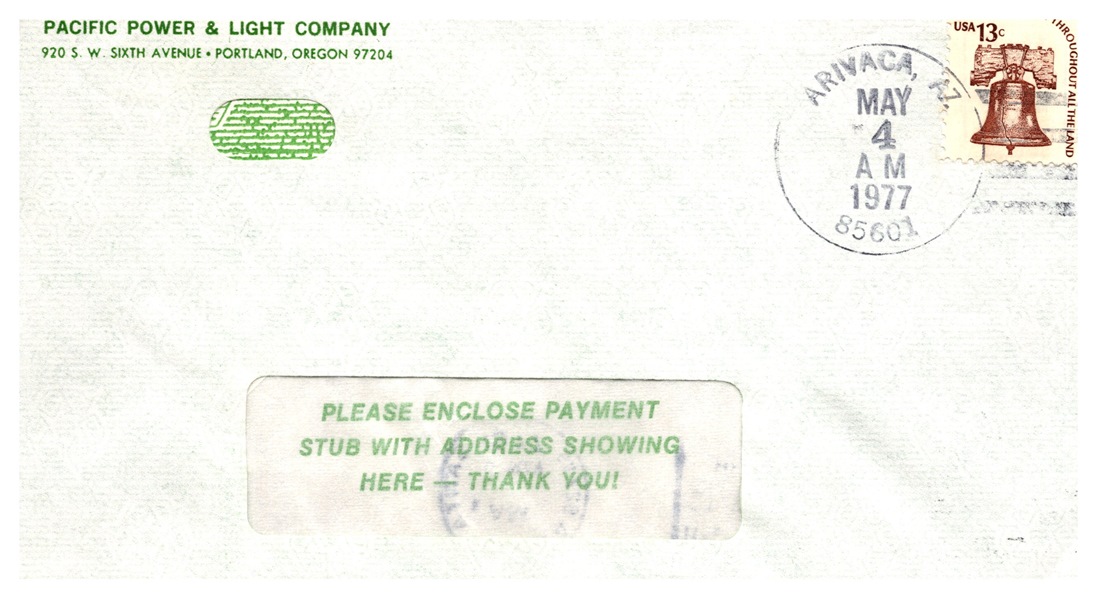 PACIFIC POWER & LIGHT COMPANY
920 S. W. SIXTH AVENUE • PORTLAND, OREGON 97204
USA 13c
THROUGHOUT ALL THE LAND
ARIVACA, AZ.
MAY
4
AM
1977
85601
PLEASE ENCLOSE PAYMENT
STUB WITH ADDRESS SHOWING
HERE — THANK YOU!